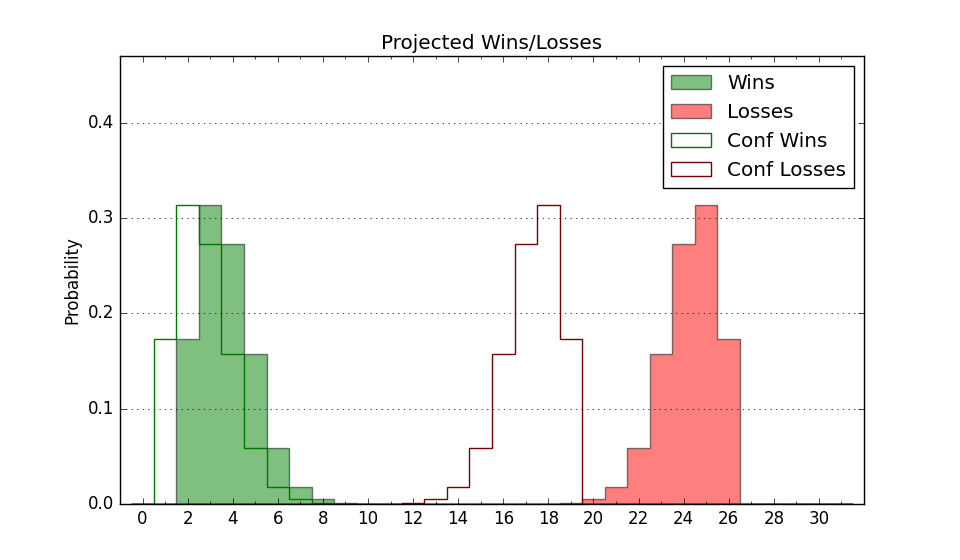 Projected Wins/Losses
Wins
Losses
Conf Wins
Conf Losses
Probability
0.4
0.3
0.2
0.1
0.0
0 2 4 6 8 10 12 14 16 18 20 22 24 26 28 30